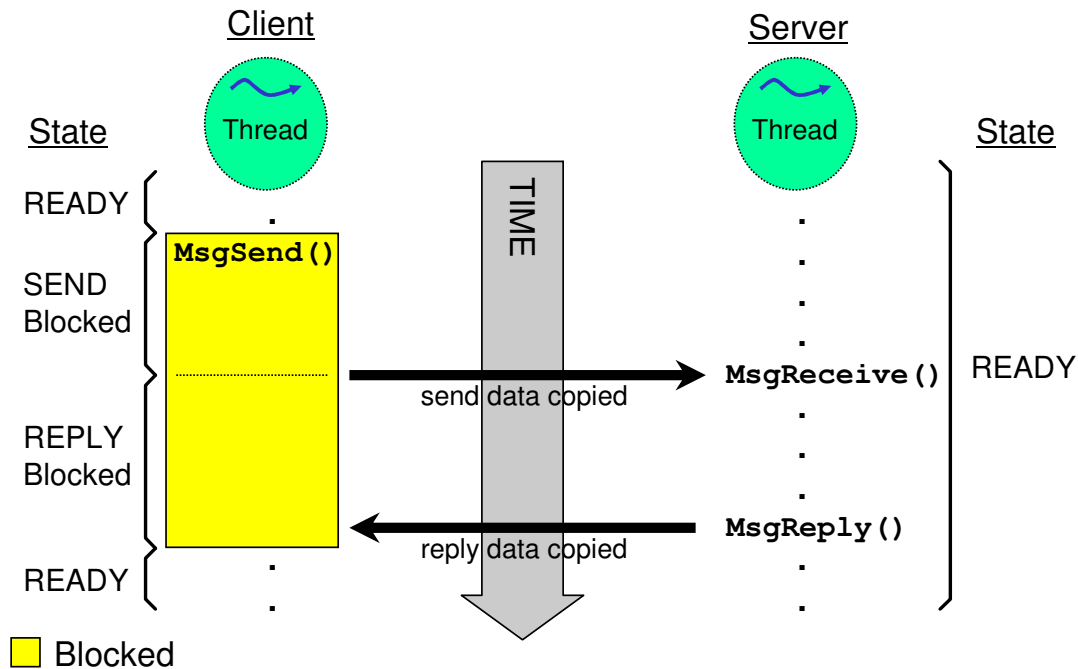 Client
Server
Thread
Thread
State
State
READY
TIME
MsgSend()
SEND
Blocked
MsgReceive()
READY
send data copied
REPLY
Blocked
MsgReply()
reply data copied
READY
Blocked